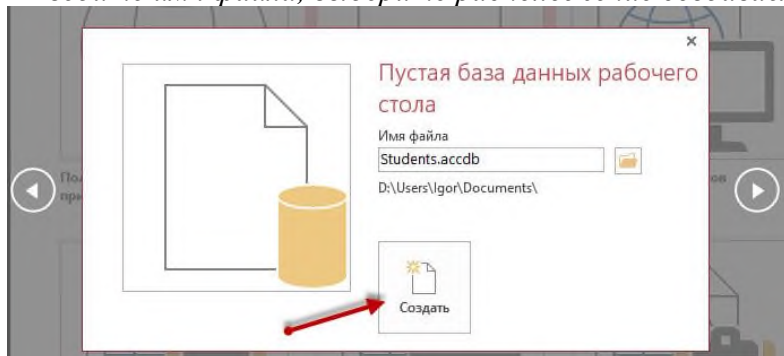 Пустая база данных рабочего
стола
Имя файла
Students.accdb
D:\Users\Igor\Documents\
Создать